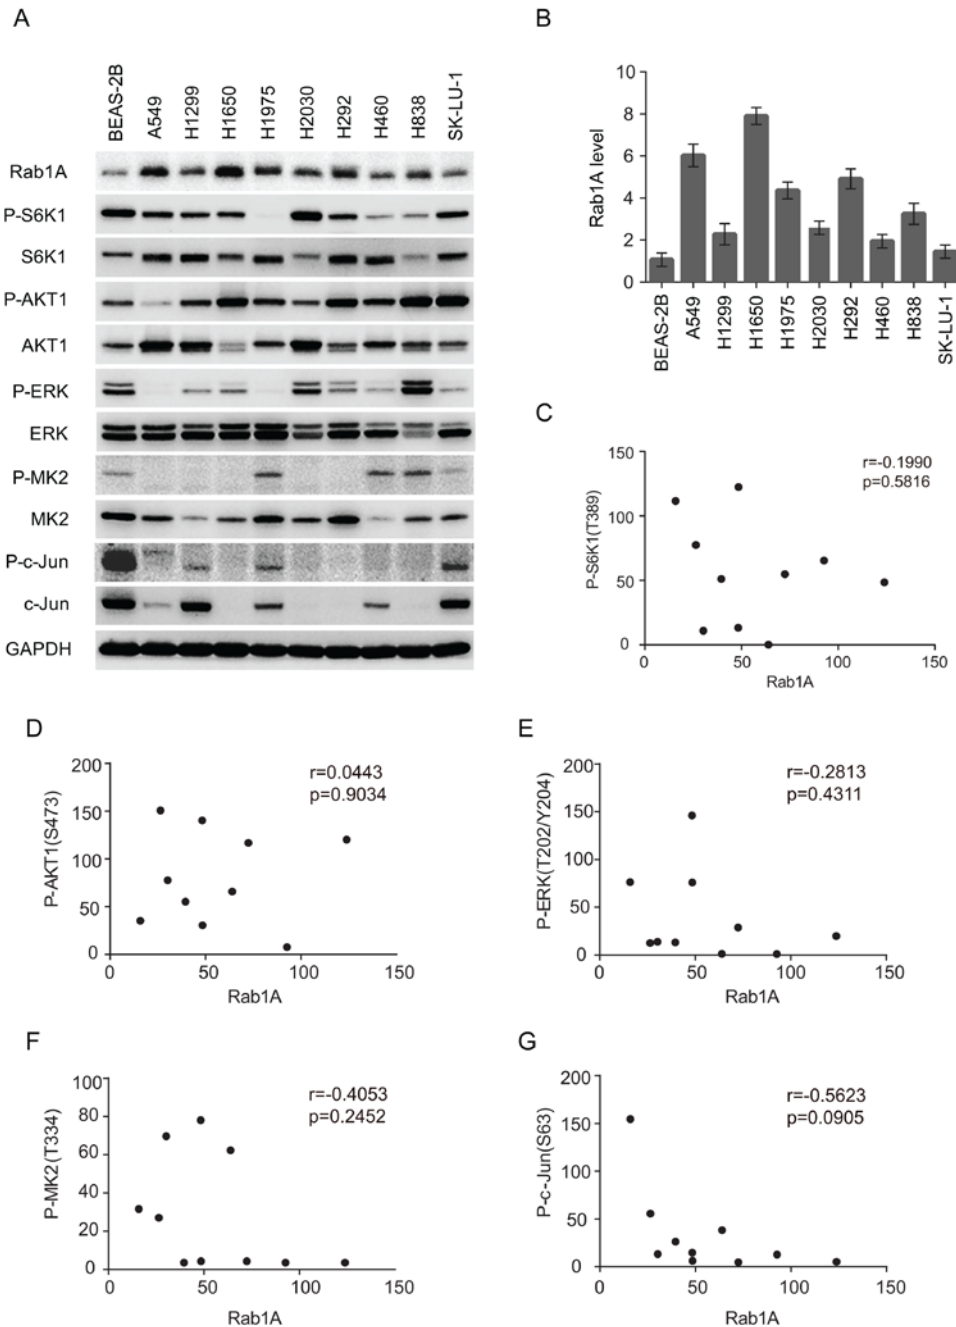 A
BEAS-2B
A549
H1299
H1650
H1975
H2030
H292
H460
H838
SK-LU-1
Rab1A
P-S6K1
S6K1
P-AKT1
AKT1
P-ERK
ERK
P-MK2
MK2
P-c-Jun
c-Jun
GAPDH
B
Rab1A level
10
8
6
4
2
0
BEAS-2B
A549
H1299
H1650
H1975
H2030
H292
H460
H838
SK-LU-1
C
P-S6K1(T389)
150
100
50
0
r=-0.1990
p=0.5816
0 50 100 150
Rab1A
D
P-AKT1(S473)
200
150
100
50
0
r=0.0443
p=0.9034
0 50 100 150
Rab1A
E
P-ERK(T202/Y204)
200
150
100
50
0
r=-0.2813
p=0.4311
0 50 100 150
Rab1A
F
P-MK2(T334)
100
80
60
40
20
0
r=-0.4053
p=0.2452
0 50 100 150
Rab1A
G
P-c-Jun(S63)
200
150
100
50
0
r=-0.5623
p=0.0905
0 50 100 150
Rab1A